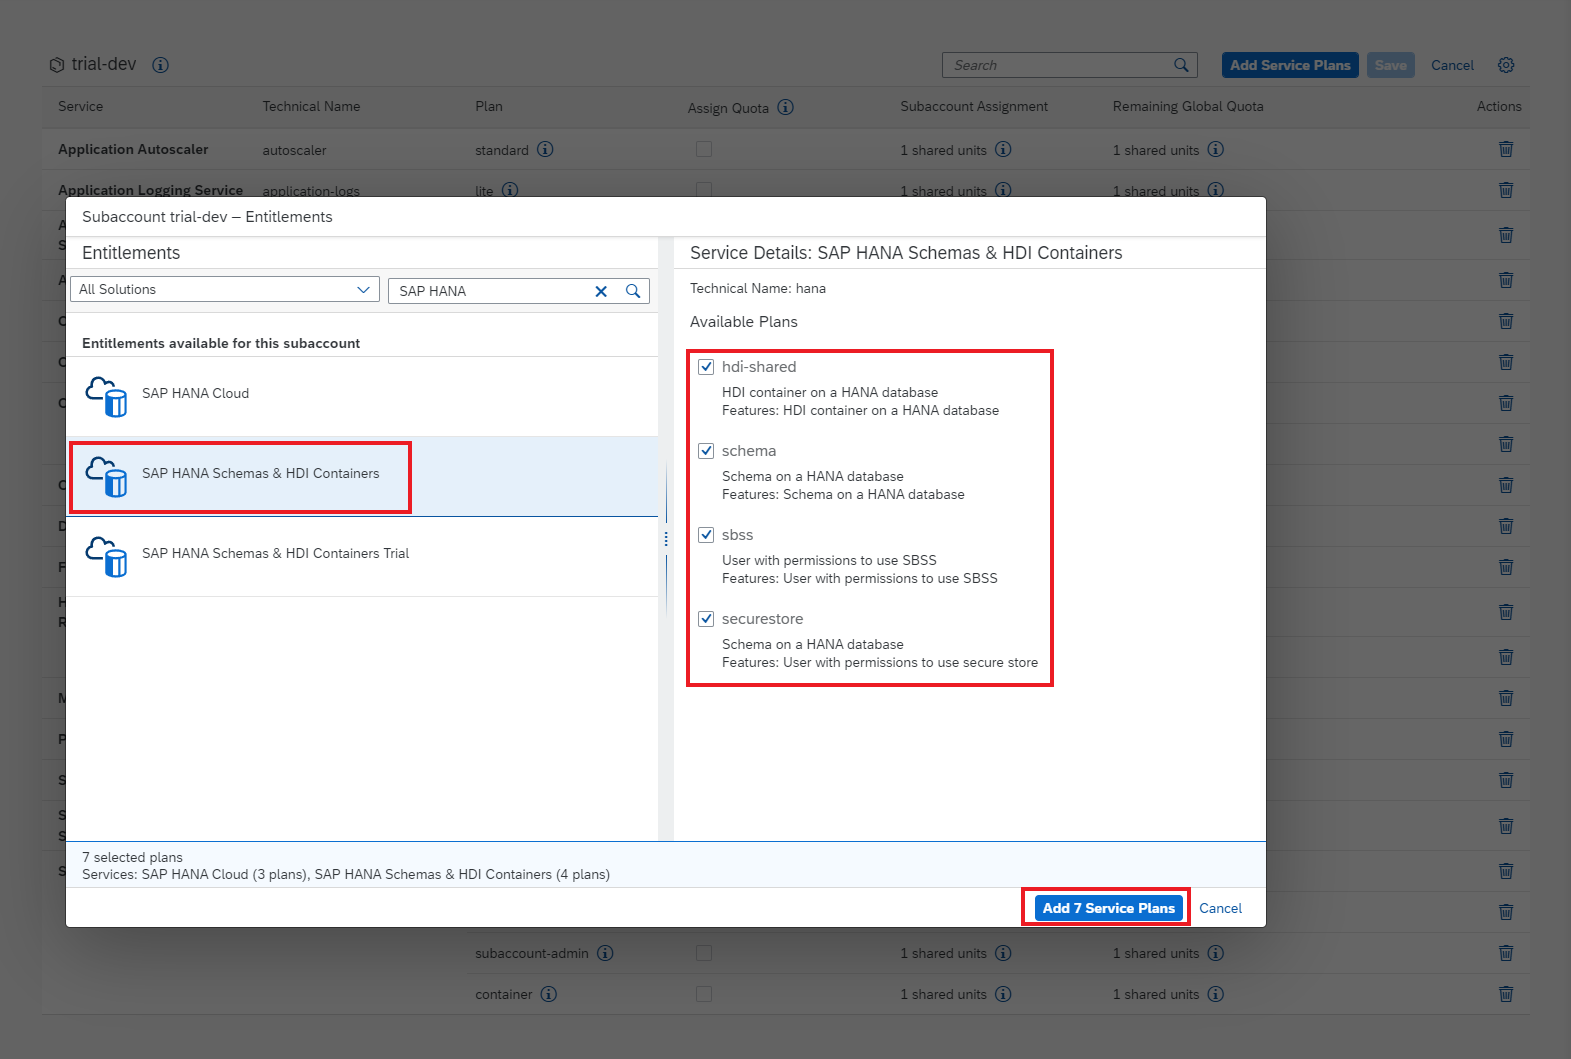 trial-dev
Search
Add Service Plans
Save
Cancel
Service Technical Name Plan Assign Quota Subaccount Assignment Remaining Global Quota Actions
Application Autoscaler autoscaler standard 1 shared units 1 shared units
Application Logging Service application-logs lite 1 shared units 1 shared units
Subaccount trial-dev – Entitlements
Entitlements
All Solutions
SAP HANA
Entitlements available for this subaccount
SAP HANA Cloud
SAP HANA Schemas & HDI Containers
SAP HANA Schemas & HDI Containers Trial
Service Details: SAP HANA Schemas & HDI Containers
Technical Name: hana
Available Plans
hdi-shared
HDI container on a HANA database
Features: HDI container on a HANA database
schema
Schema on a HANA database
Features: Schema on a HANA database
sbss
User with permissions to use SBSS
Features: User with permissions to use SBSS
securestore
Schema on a HANA database
Features: User with permissions to use secure store
7 selected plans
Services: SAP HANA Cloud (3 plans), SAP HANA Schemas & HDI Containers (4 plans)
Add 7 Service Plans
Cancel
subaccount-admin 1 shared units 1 shared units
container 1 shared units 1 shared units